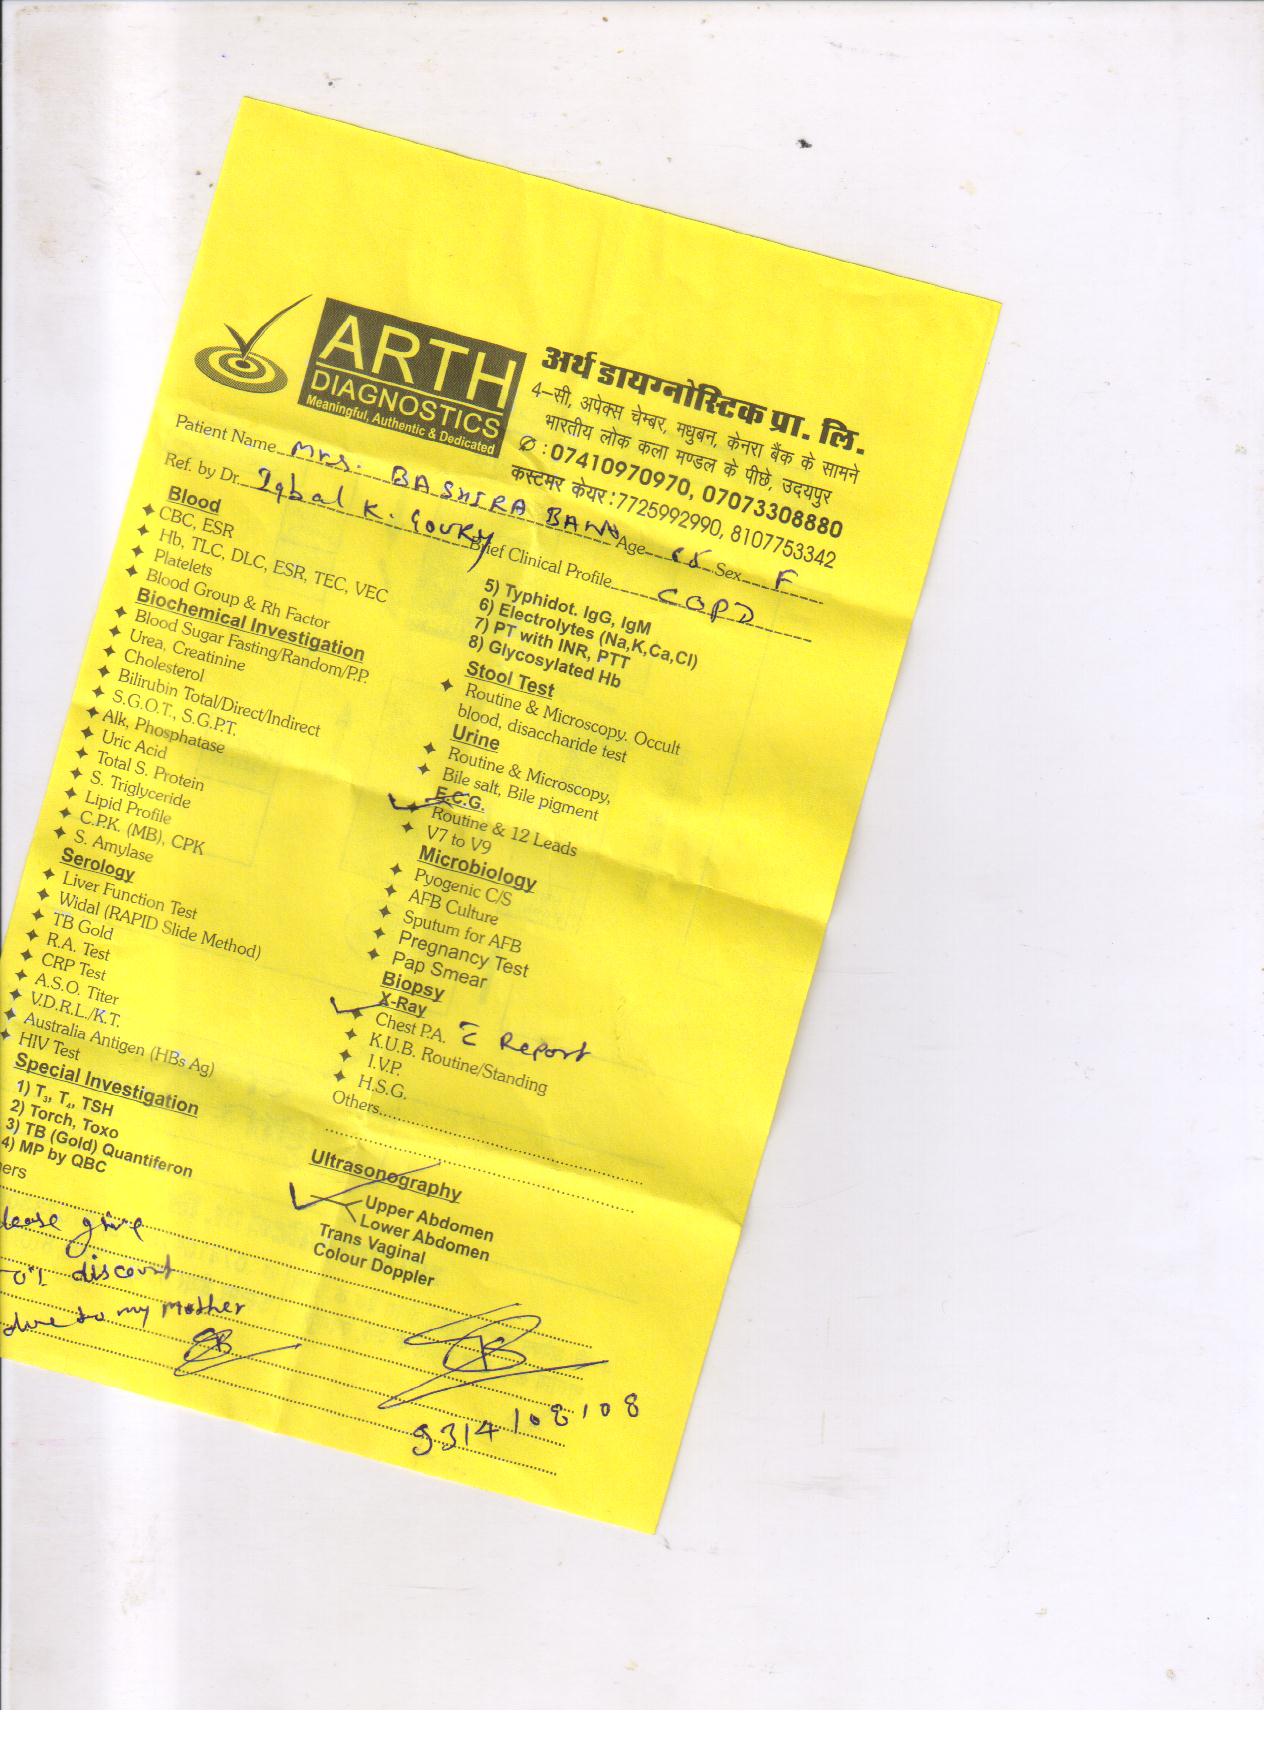 ARTH
DIAGNOSTICS
Meaningful, Authentic & Dedicated
अर्थ डायग्नोस्टिक प्रा. लि.
4-सी, अपेक्स चेम्बर, मधुबन, केनरा बैंक के सामने
भारतीय लोक कला मण्डल के पीछे, उदयपुर
✆ : 07410970970, 07073308880
कस्टमर केयर : 7725992990, 8107753342
Patient Name Mrs. BASHIRA BANO Age Sex F
Ref. by Dr. Iqbal K. Brief Clinical Profile COPD
Blood
CBC, ESR
Hb, TLC, DLC, ESR, TEC, VEC
Platelets
Blood Group & Rh Factor
Biochemical Investigation
Blood Sugar Fasting/Random/P.P.
Urea, Creatinine
Cholesterol
Bilirubin Total/Direct/Indirect
S.G.O.T., S.G.P.T.
Alk, Phosphatase
Uric Acid
Total S. Protein
S. Triglyceride
Lipid Profile
C.P.K. (MB), CPK
S. Amylase
Serology
Liver Function Test
Widal (RAPID Slide Method)
TB Gold
R.A. Test
CRP Test
A.S.O. Titer
V.D.R.L./K.T.
Australia Antigen (HBs Ag)
HIV Test
Special Investigation
1) T3, T4, TSH
2) Torch, Toxo
3) TB (Gold) Quantiferon
4) MP by QBC
5) Typhidot. IgG, IgM
6) Electrolytes (Na,K,Ca,Cl)
7) PT with INR, PTT
8) Glycosylated Hb
Stool Test
Routine & Microscopy. Occult
blood, disaccharide test
Urine
Routine & Microscopy,
Bile salt, Bile pigment
E.C.G.
Routine & 12 Leads
V7 to V9
Microbiology
Pyogenic C/S
AFB Culture
Sputum for AFB
Pregnancy Test
Pap Smear
Biopsy
X-Ray
Chest P.A. c̄ Report
K.U.B. Routine/Standing
I.V.P.
H.S.G.
Others
Ultrasonography
Upper Abdomen
Lower Abdomen
Trans Vaginal
Colour Doppler
give
discount
due to my Mother
9314108108